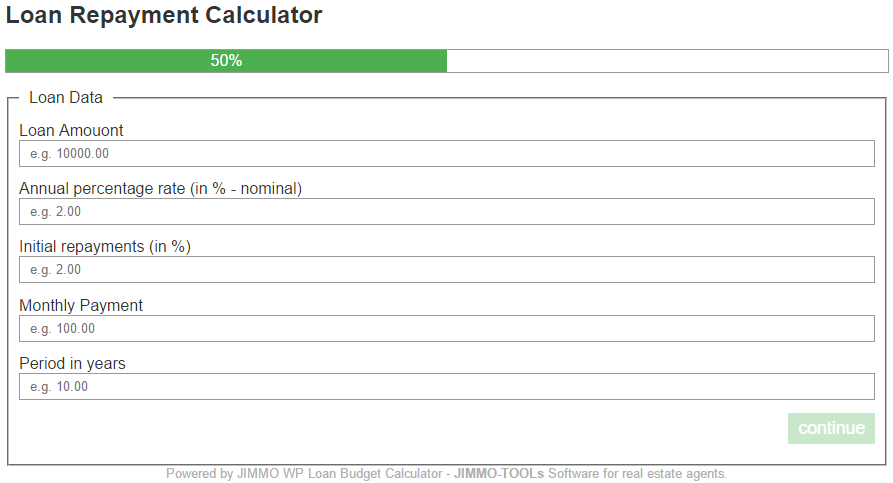 Loan Repayment Calculator
50%
Loan Data
Loan Amouont
e.g. 10000.00
Annual percentage rate (in % - nominal)
e.g. 2.00
Initial repayments (in %)
e.g. 2.00
Monthly Payment
e.g. 100.00
Period in years
e.g. 10.00
continue
Powered by JIMMO WP Loan Budget Calculator - JIMMO-TOOLs Software for real estate agents.